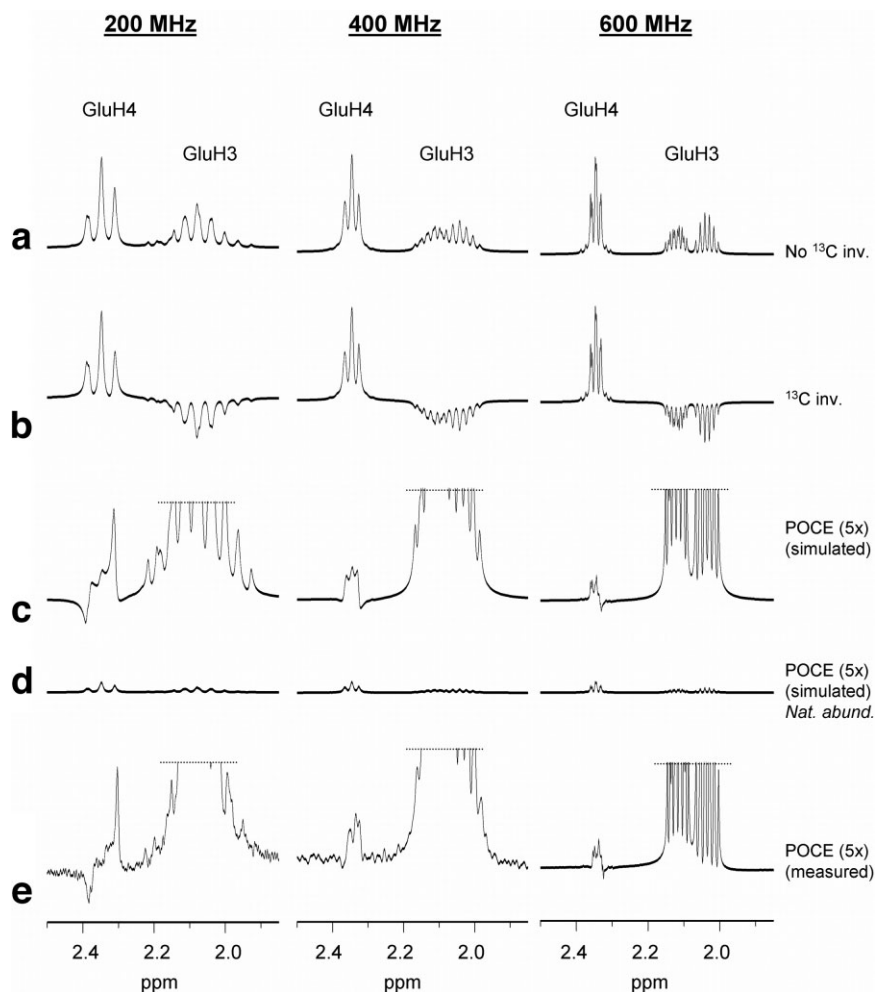 200 MHz 400 MHz 600 MHz
GluH4 GluH4 GluH4
GluH3 GluH3 GluH3
a No ¹³C inv.
b ¹³C inv.
c POCE (5x)
(simulated)
d POCE (5x)
(simulated)
Nat. abund.
e POCE (5x)
(measured)
2.4 2.2 2.0 2.4 2.2 2.0 2.4 2.2 2.0
ppm ppm ppm